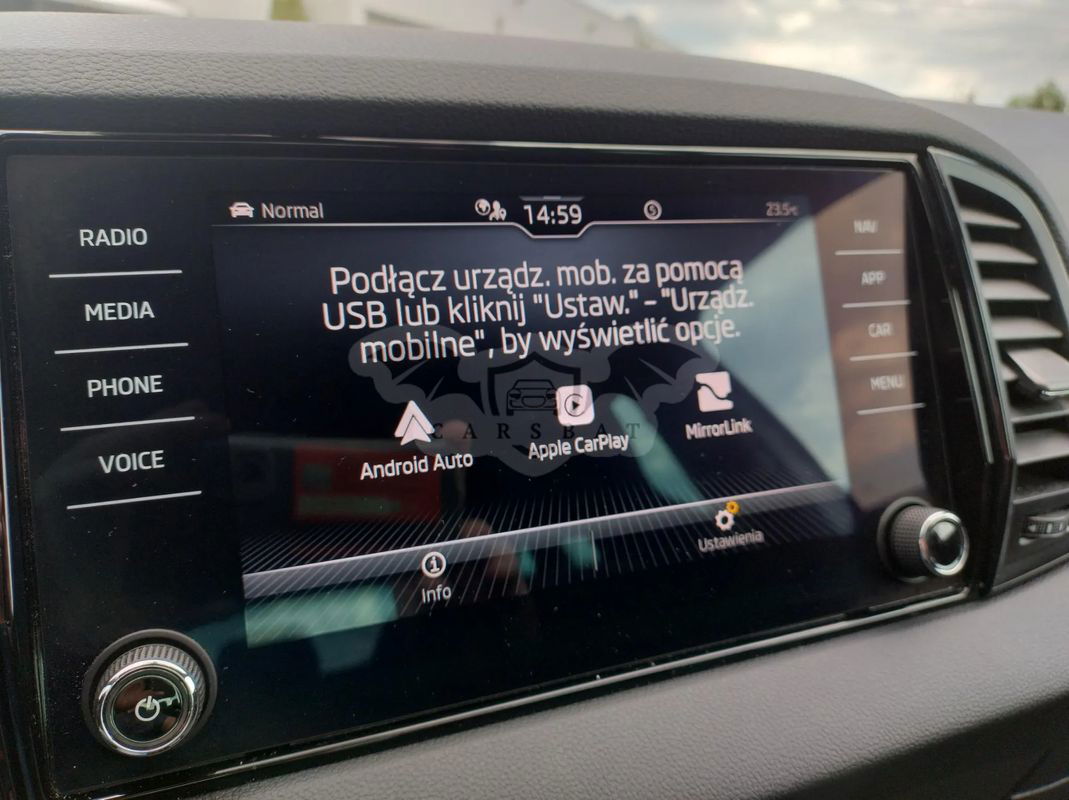 Normal
14:59
23.5°C
RADIO
MEDIA
PHONE
VOICE
NAV
APP
CAR
MENU
Podłącz urządz. mob. za pomocą
USB lub kliknij "Ustaw." - "Urządz.
mobilne", by wyświetlić opcje.
CARSBAT
Android Auto
Apple CarPlay
MirrorLink
Info
Ustawienia